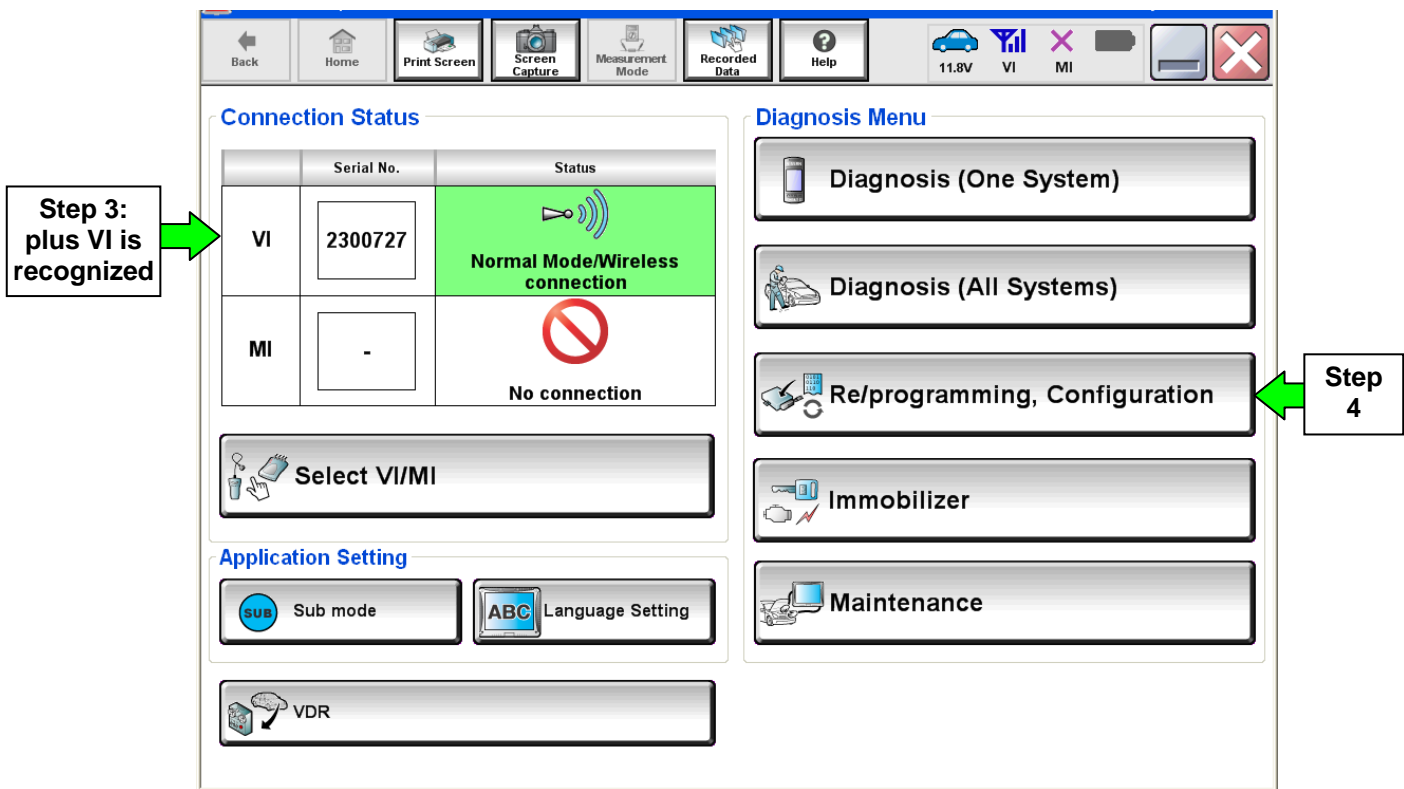 Back
Home
Print Screen
Screen
Capture
Measurement
Mode
Recorded
Data
?
Help
11.8V
VI
MI
Connection Status
Serial No.
Status
VI
2300727
Normal Mode/Wireless
connection
MI
-
No connection
Step 3:
plus VI is
recognized
Select VI/MI
Application Setting
SUB
Sub mode
ABC
Language Setting
VDR
Diagnosis Menu
Diagnosis (One System)
Diagnosis (All Systems)
Re/programming, Configuration
Step
4
Immobilizer
Maintenance